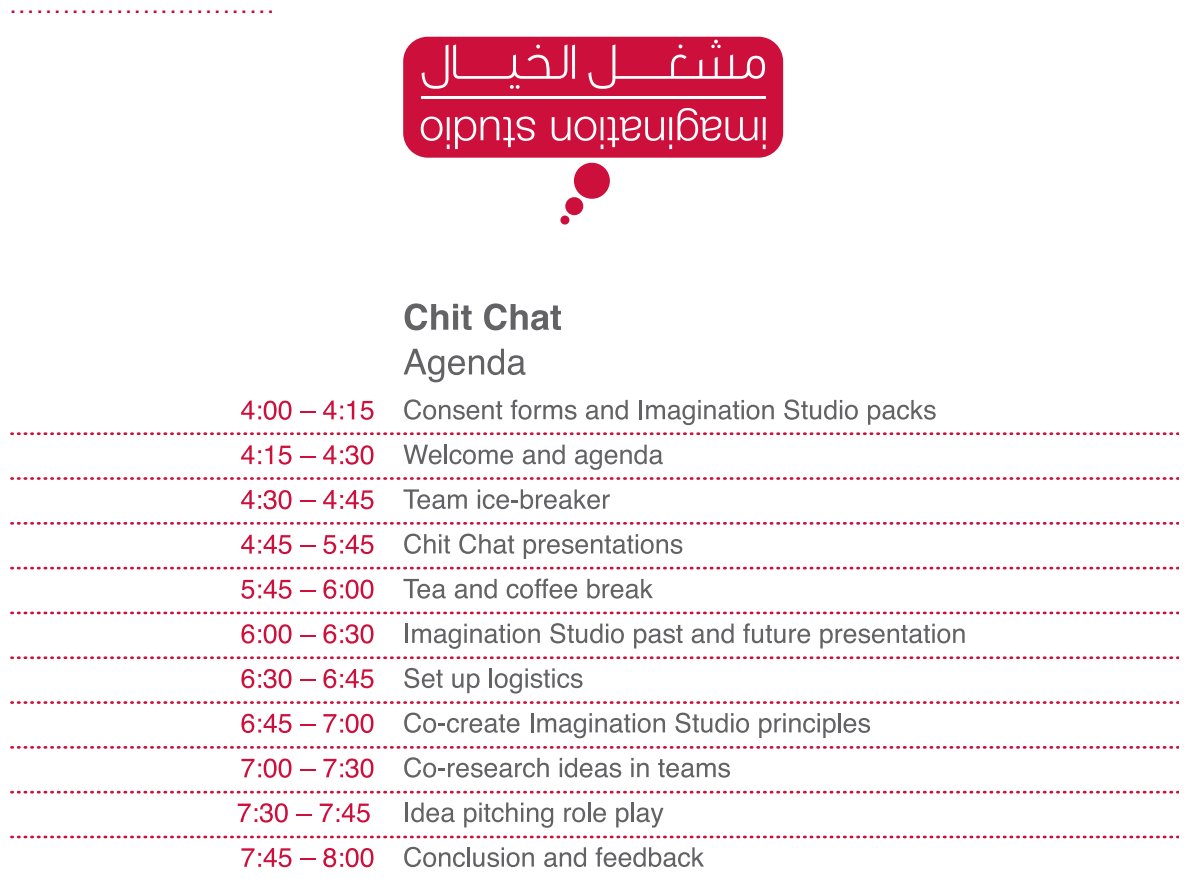 مشغل الخيال
imagination studio
Chit Chat
Agenda
4:00 – 4:15 Consent forms and Imagination Studio packs
4:15 – 4:30 Welcome and agenda
4:30 – 4:45 Team ice-breaker
4:45 – 5:45 Chit Chat presentations
5:45 – 6:00 Tea and coffee break
6:00 – 6:30 Imagination Studio past and future presentation
6:30 – 6:45 Set up logistics
6:45 – 7:00 Co-create Imagination Studio principles
7:00 – 7:30 Co-research ideas in teams
7:30 – 7:45 Idea pitching role play
7:45 – 8:00 Conclusion and feedback